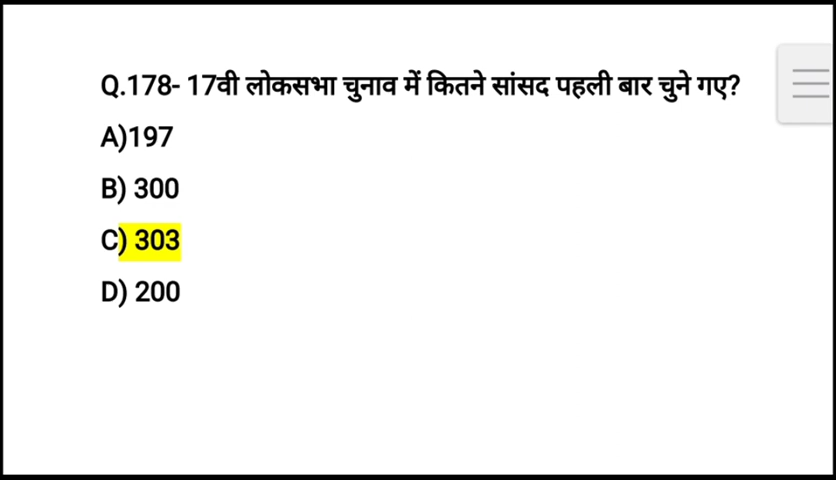 Q.178- 17वी लोकसभा चुनाव में कितने सांसद पहली बार चुने गए?
A)197
B) 300
C) 303
D) 200